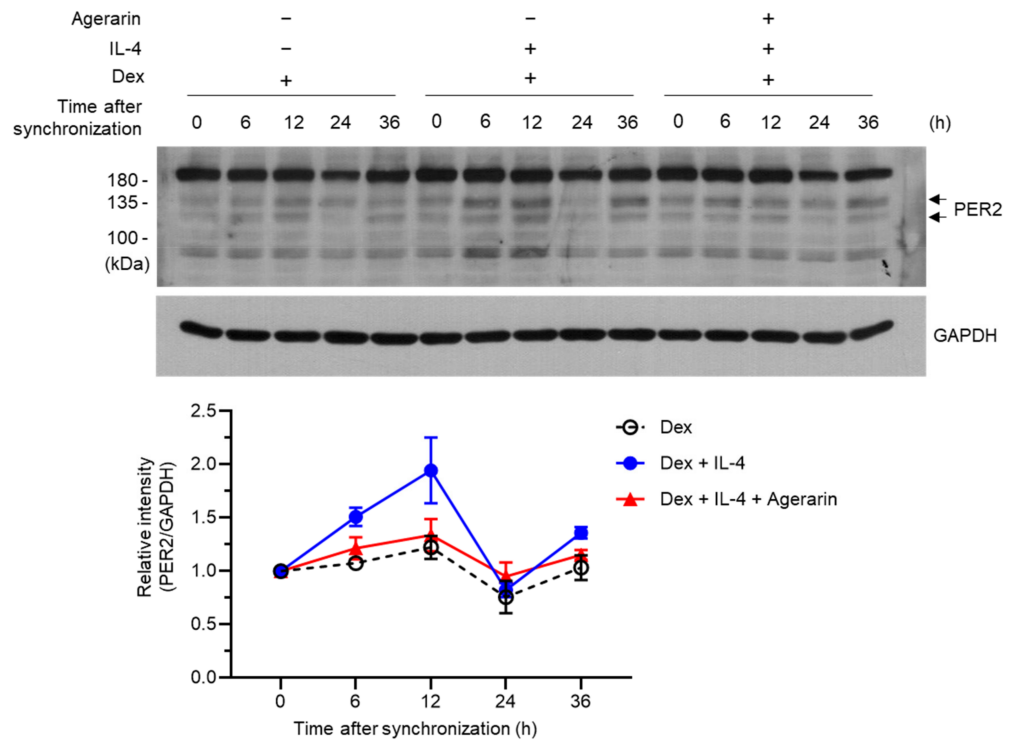 Agerarin − − +
IL-4 − + +
Dex + + +
Time after
synchronization 0 6 12 24 36 0 6 12 24 36 0 6 12 24 36 (h)
180 -
135 -
PER2
100 -
(kDa)
GAPDH
2.5
2.0
1.5
1.0
0.5
0.0
Relative intensity
(PER2/GAPDH)
Dex
Dex + IL-4
Dex + IL-4 + Agerarin
0 6 12 24 36
Time after synchronization (h)